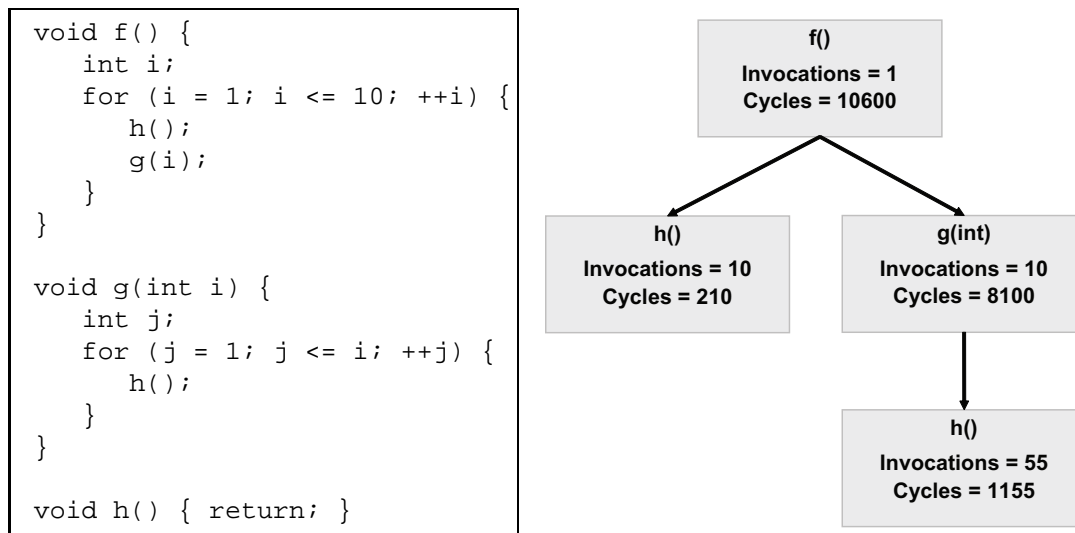 void f() {
   int i;
   for (i = 1; i <= 10; ++i) {
      h();
      g(i);
   }
}

void g(int i) {
   int j;
   for (j = 1; j <= i; ++j) {
      h();
   }
}

void h() { return; }
f()
Invocations = 1
Cycles = 10600
h()
Invocations = 10
Cycles = 210
g(int)
Invocations = 10
Cycles = 8100
h()
Invocations = 55
Cycles = 1155